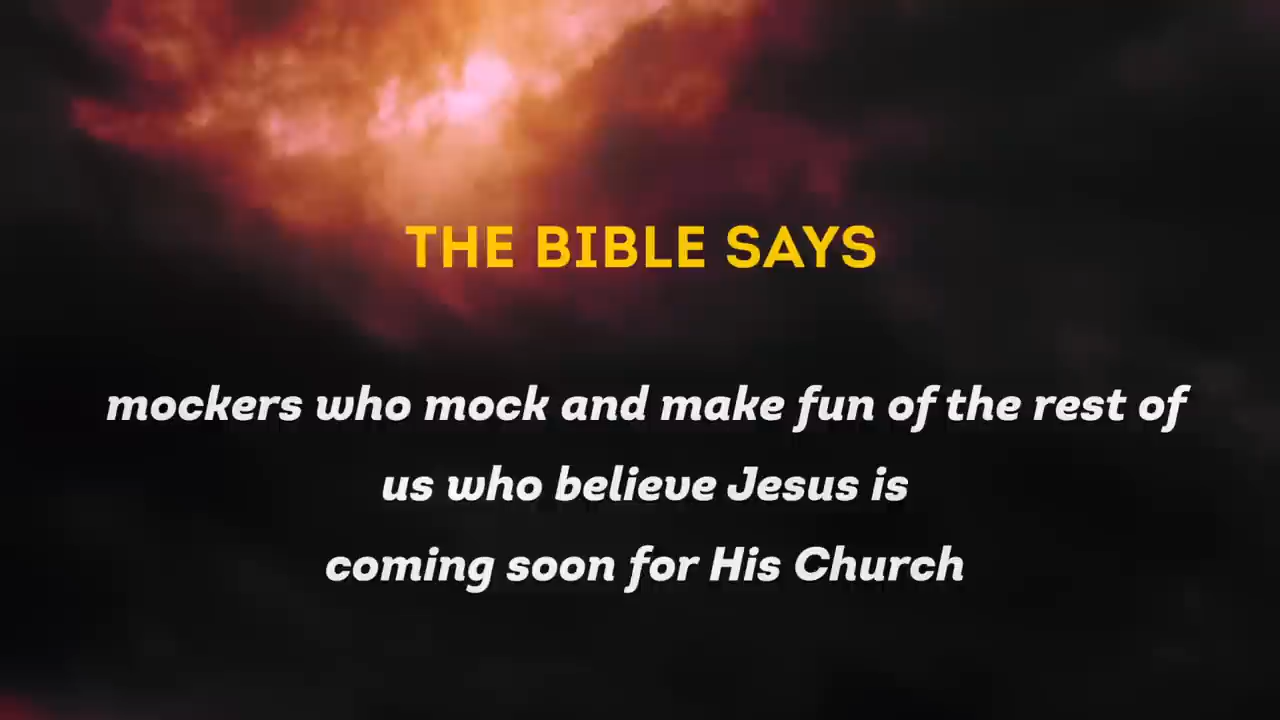 THE BIBLE SAYS
mockers who mock and make fun of the rest of
us who believe Jesus is
coming soon for His Church